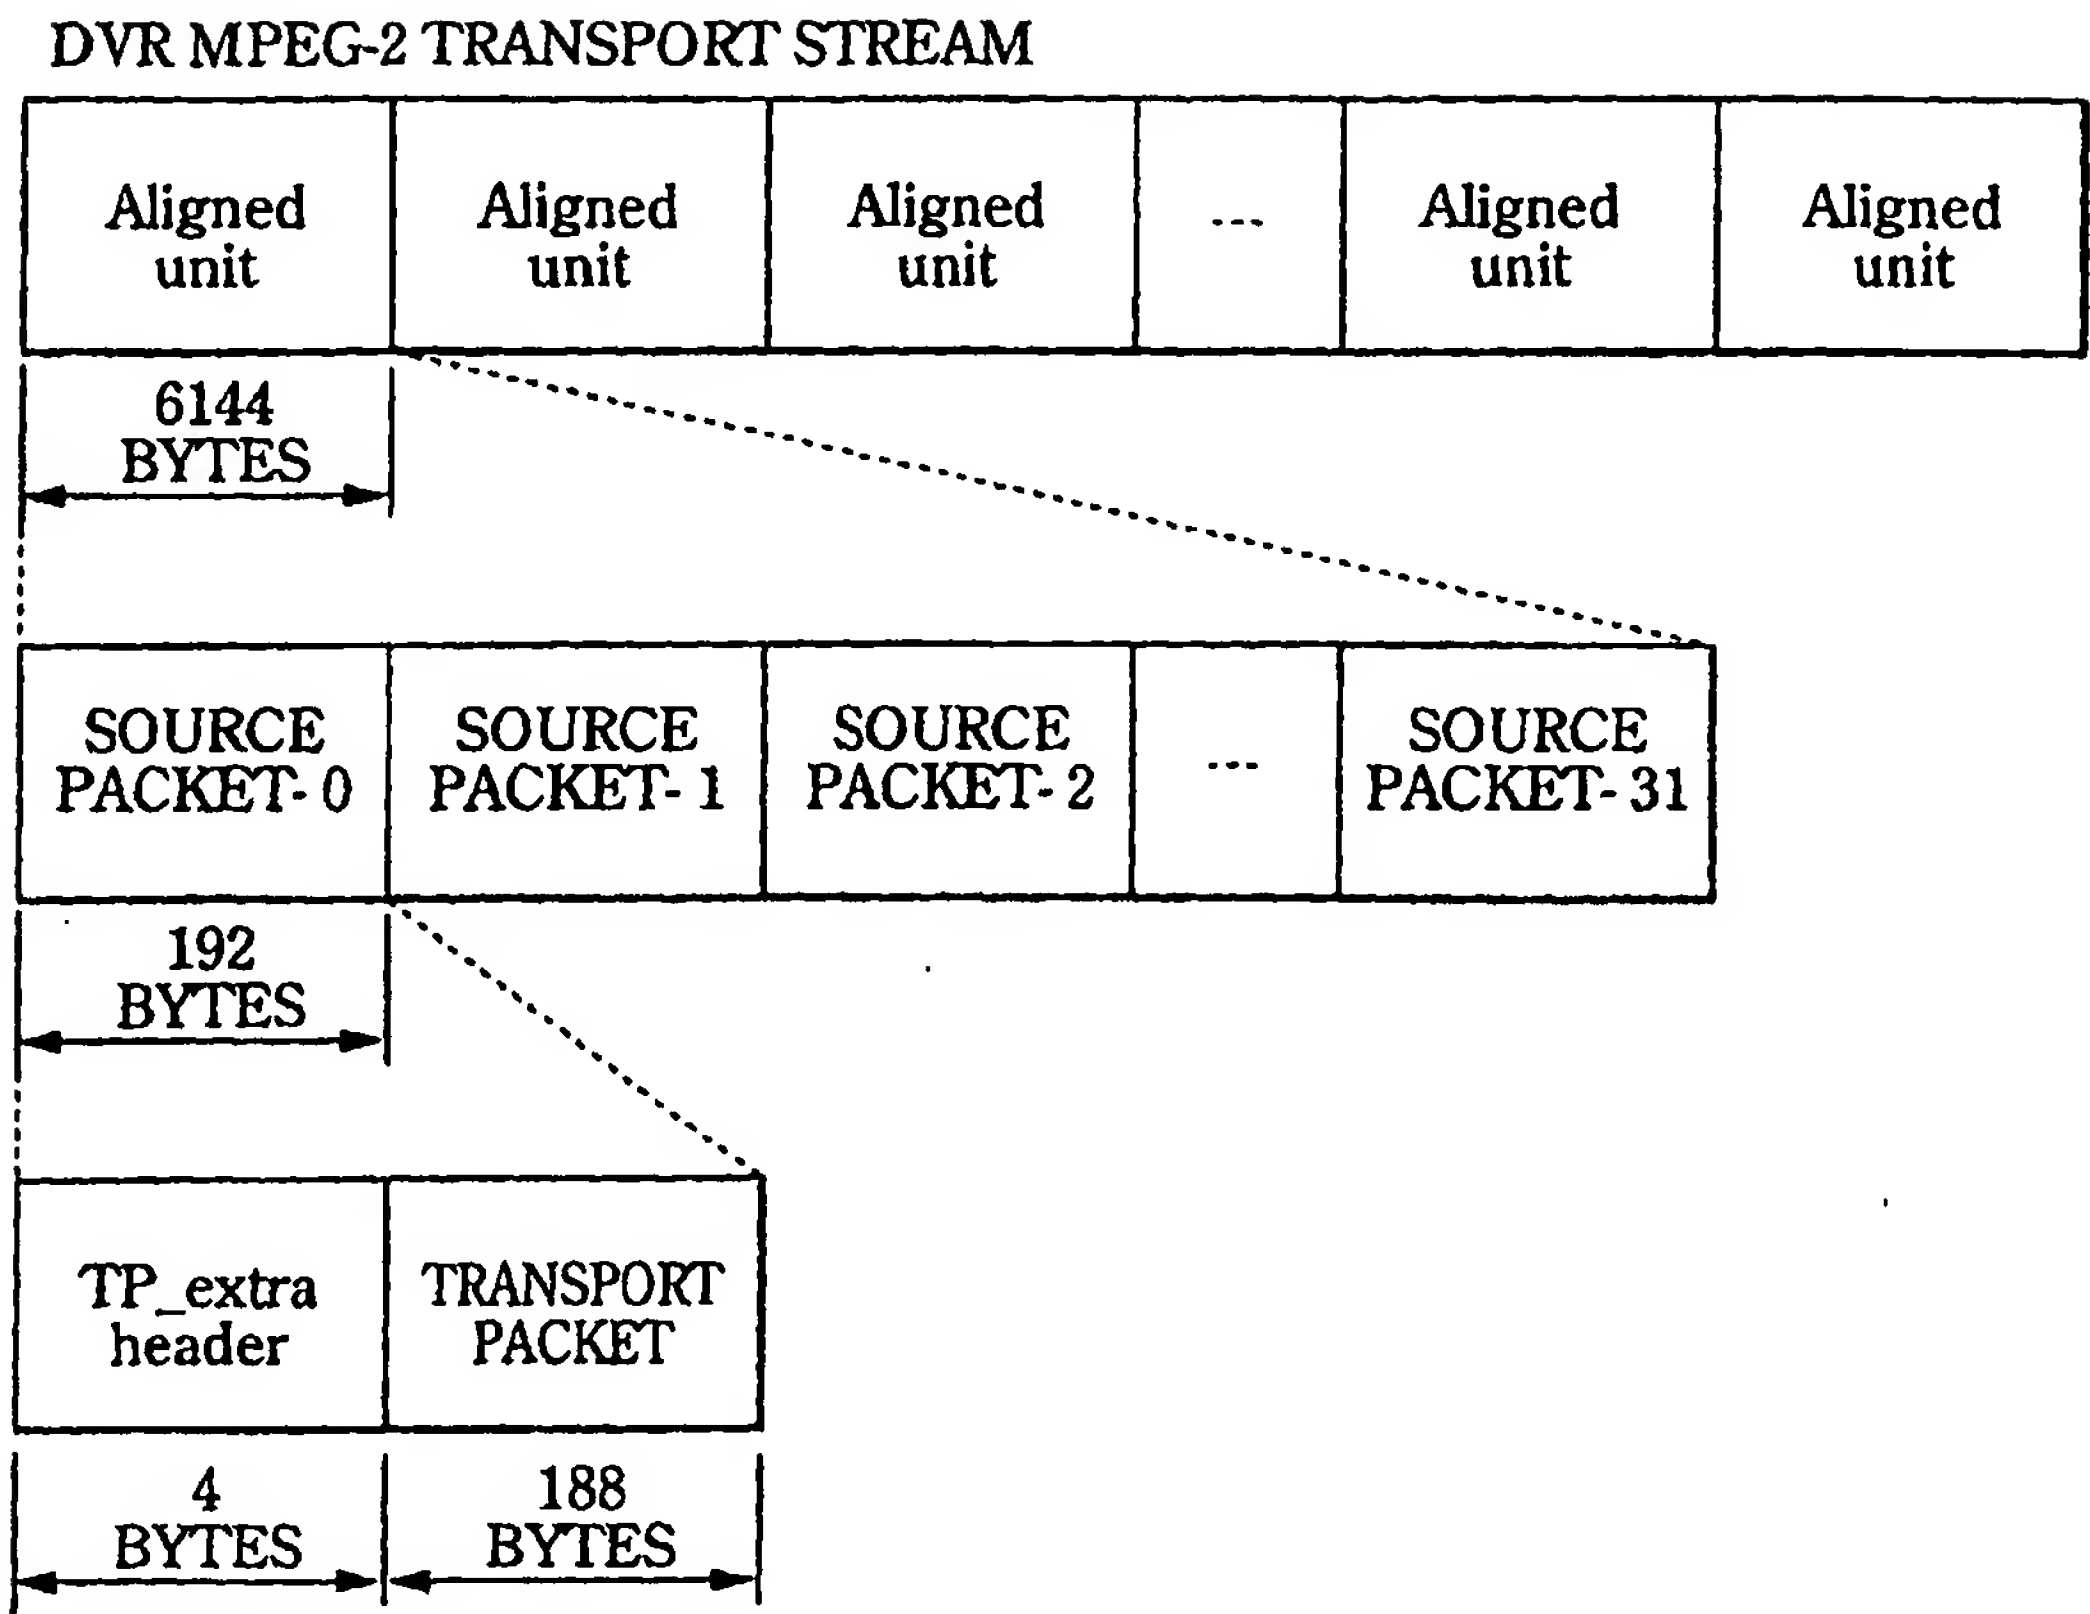 DVR MPEG-2 TRANSPORT STREAM
Aligned
unit
Aligned
unit
Aligned
unit
---
Aligned
unit
Aligned
unit
6144
BYTES
SOURCE
PACKET- 0
SOURCE
PACKET- 1
SOURCE
PACKET- 2
---
SOURCE
PACKET- 31
192
BYTES
TP_extra
header
TRANSPORT
PACKET
4
BYTES
188
BYTES